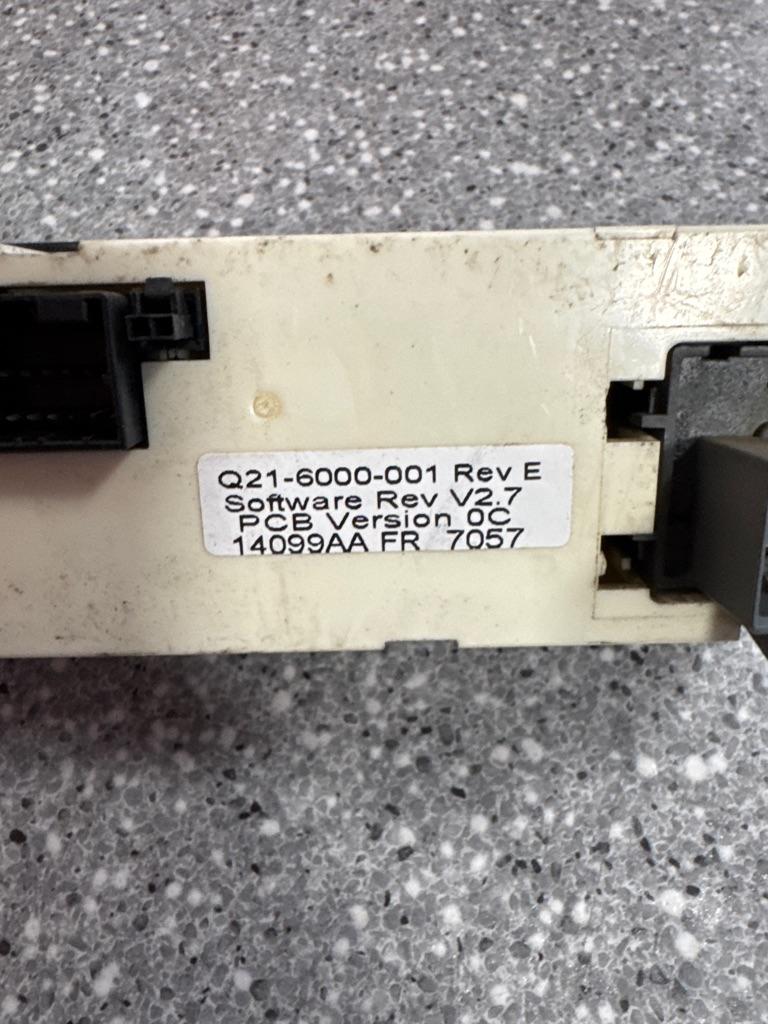 Q21-6000-001 Rev E
Software Rev V2.7
PCB Version 0C
14099AA FR 7057